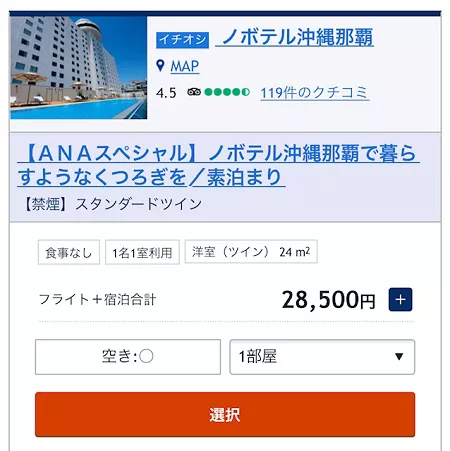 イチオシ ノボテル沖縄那覇
MAP
4.5 119件のクチコミ
【ANAスペシャル】ノボテル沖縄那覇で暮ら
すようなくつろぎを／素泊まり
【禁煙】スタンダードツイン
食事なし 1名1室利用 洋室（ツイン） 24 m²
フライト＋宿泊合計 28,500円 +
空き:○ 1部屋 ▼
選択